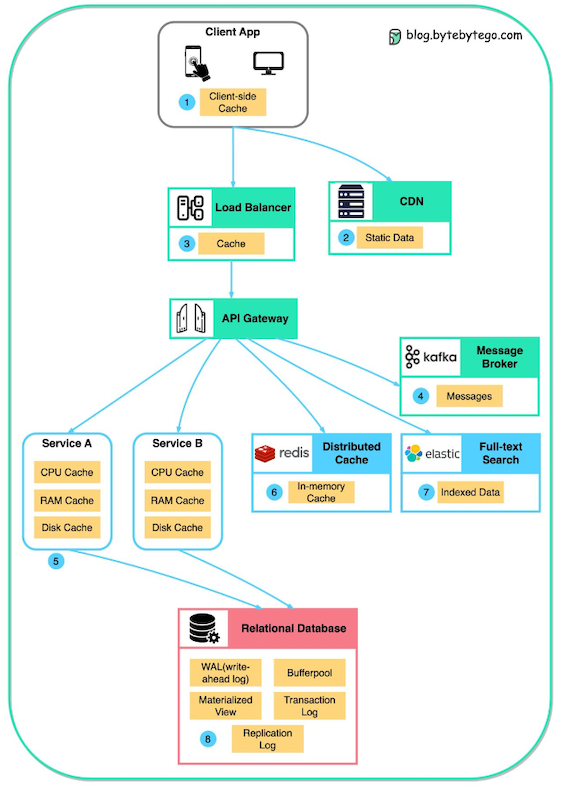 Client App
blog.bytebytego.com
1
Client-side
Cache
Load Balancer
3
Cache
CDN
2
Static Data
API Gateway
kafka
Message
Broker
4
Messages
Service A
CPU Cache
RAM Cache
Disk Cache
5
Service B
CPU Cache
RAM Cache
Disk Cache
redis
Distributed
Cache
6
In-memory
Cache
elastic
Full-text
Search
7
Indexed Data
Relational Database
WAL(write-
ahead log)
Bufferpool
Materialized
View
Transaction
Log
8
Replication
Log